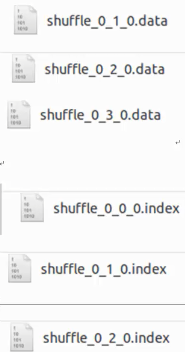 shuffle_0_1_0.data
shuffle_0_2_0.data
shuffle_0_3_0.data
shuffle_0_0_0.index
shuffle_0_1_0.index
shuffle_0_2_0.index